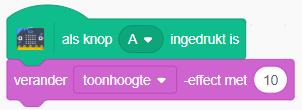 als knop A ingedrukt is
verander toonhoogte -effect met 10